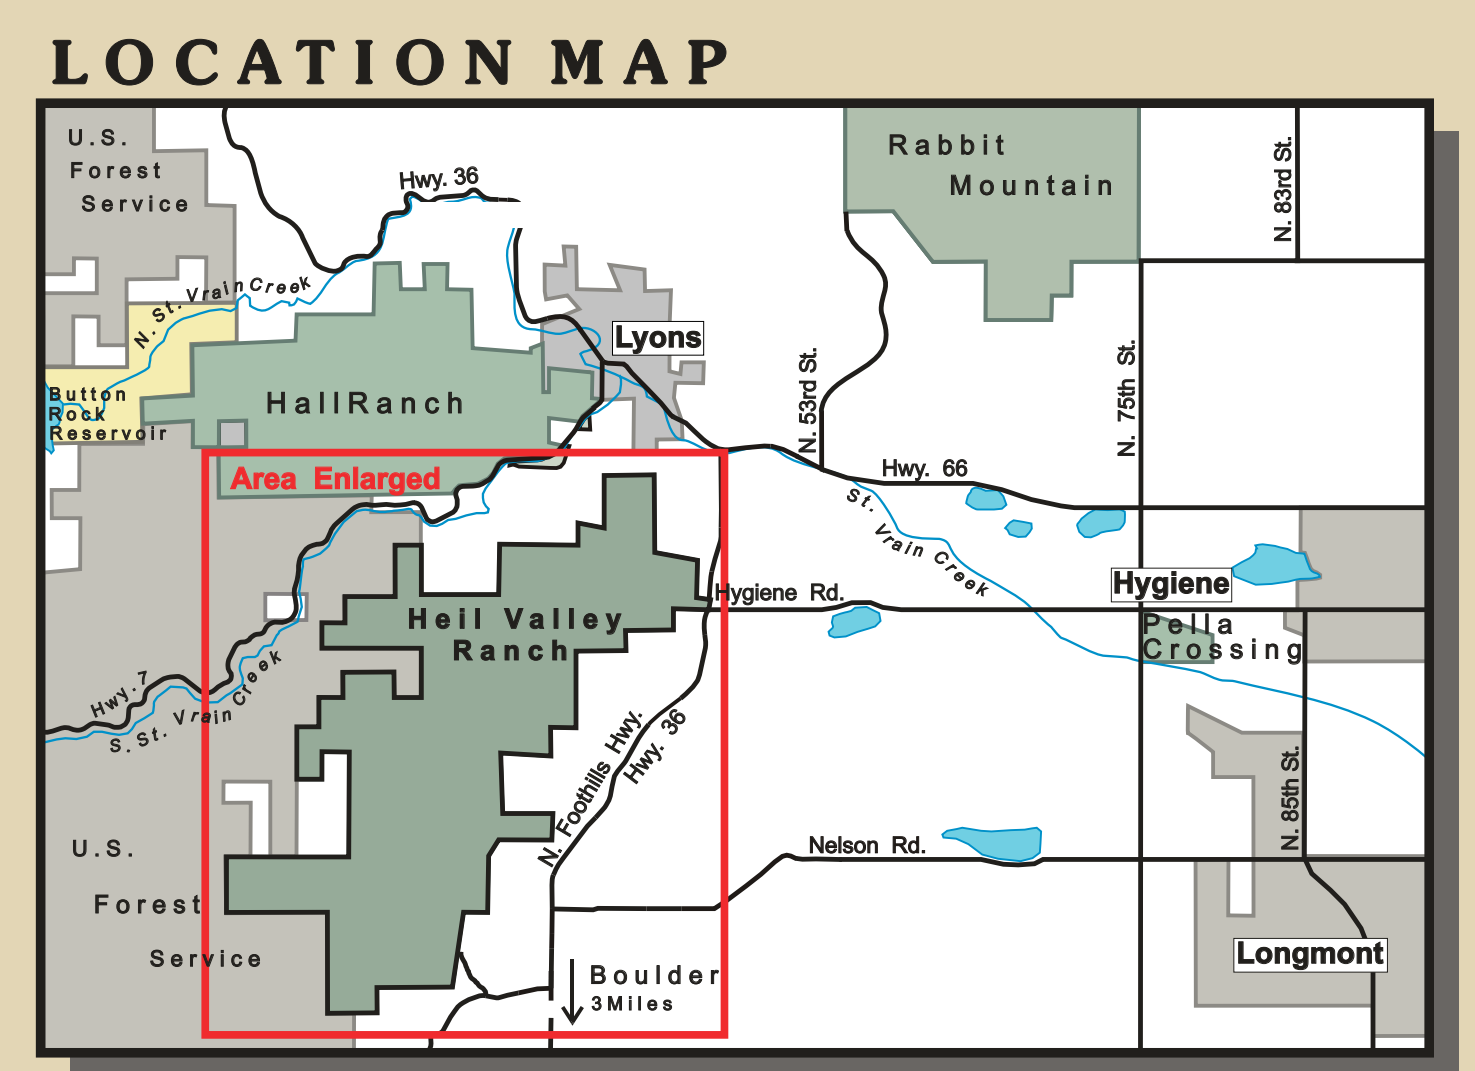 LOCATION MAP
U.S.
Forest
Service
Hwy. 36
Rabbit
Mountain
N. 83rd St.
N. St. Vrain Creek
Lyons
Button
Rock
Reservoir
Hall Ranch
N. 53rd St.
N. 75th St.
Area Enlarged
Hwy. 66
St. Vrain Creek
Hygiene
Hygiene Rd.
Heil Valley
Ranch
Pella
Crossing
Hwy. 7
S. St. Vrain Creek
N. Foothills Hwy.
Hwy. 36
N. 85th St.
U.S.
Forest
Service
Nelson Rd.
Longmont
Boulder
3 Miles